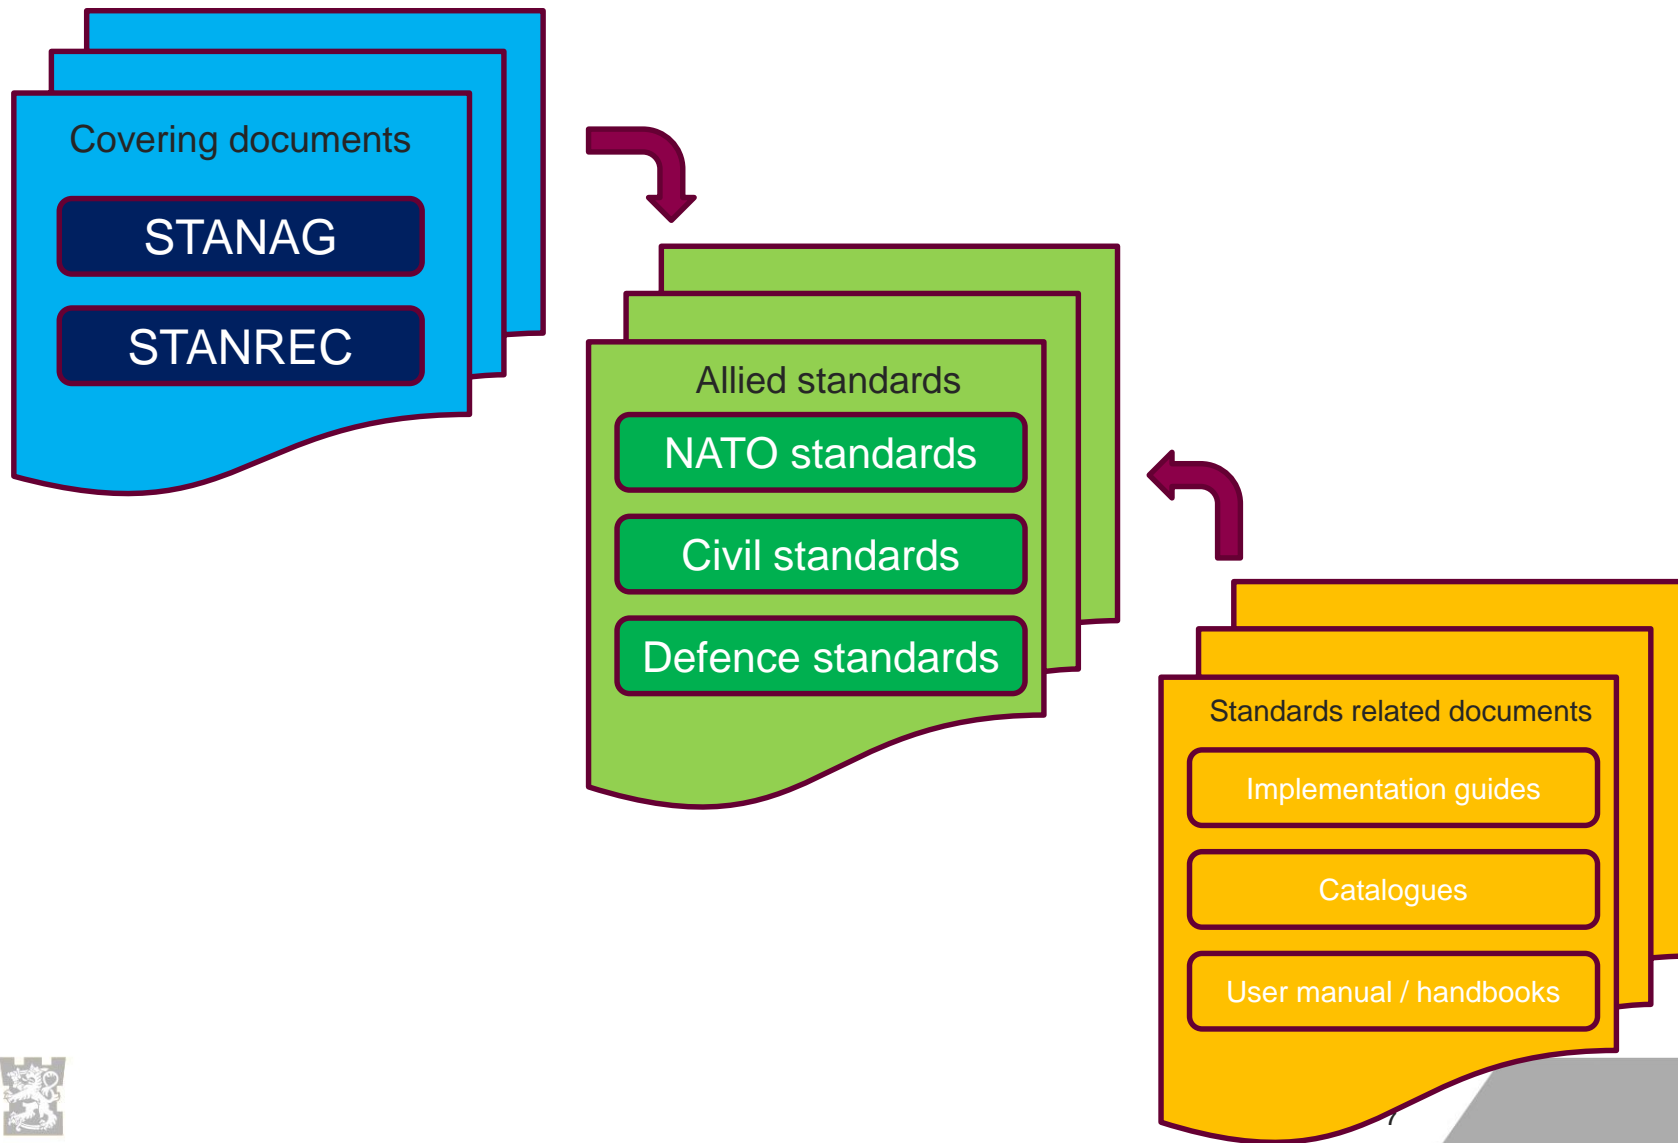 Covering documents
STANAG
STANREC
Allied standards
NATO standards
Civil standards
Defence standards
Standards related documents
Implementation guides
Catalogues
User manual / handbooks
7